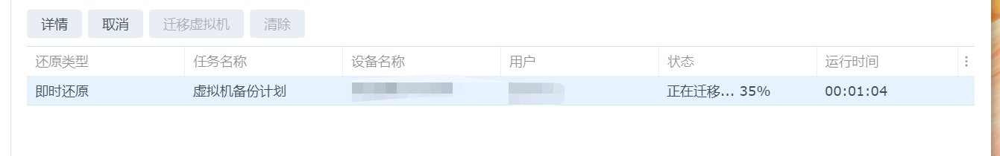 详情 取消 迁移虚拟机 清除
还原类型 任务名称 设备名称 用户 状态 运行时间
即时还原 虚拟机备份计划 正在迁移... 35% 00:01:04